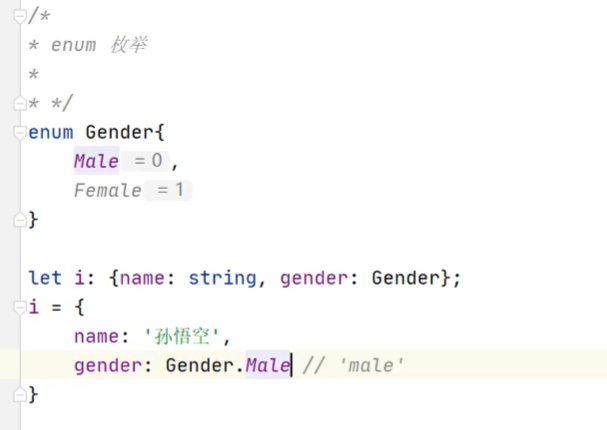 /*
* enum 枚举
*
* */
enum Gender{
    Male = 0,
    Female = 1
}
let i: {name: string, gender: Gender};
i = {
    name: '孙悟空',
    gender: Gender.Male // 'male'
}